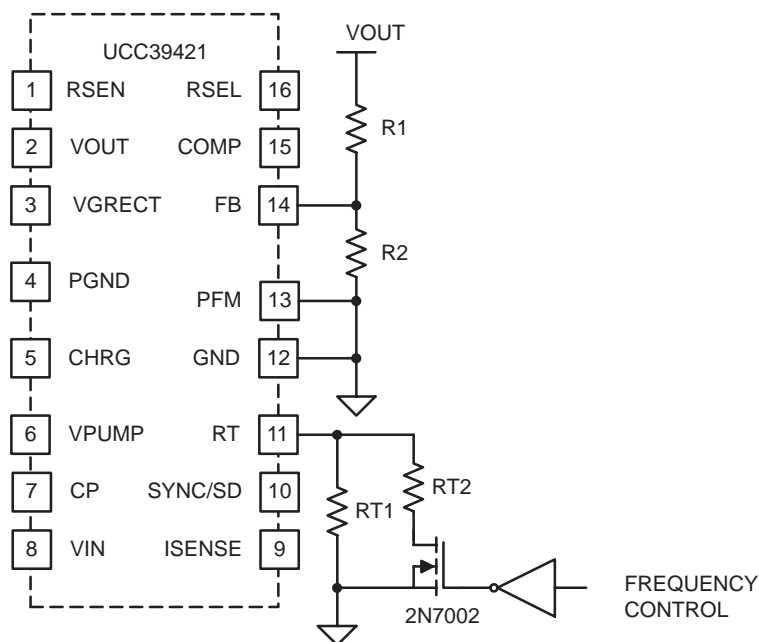 VOUT
UCC39421
1 RSEN RSEL 16
R1
2 VOUT COMP 15
3 VGRECT FB 14
R2
4 PGND
PFM 13
5 CHRG GND 12
6 VPUMP RT 11
RT2
7 CP SYNC/SD 10
RT1
8 VIN ISENSE 9
FREQUENCY
CONTROL
2N7002